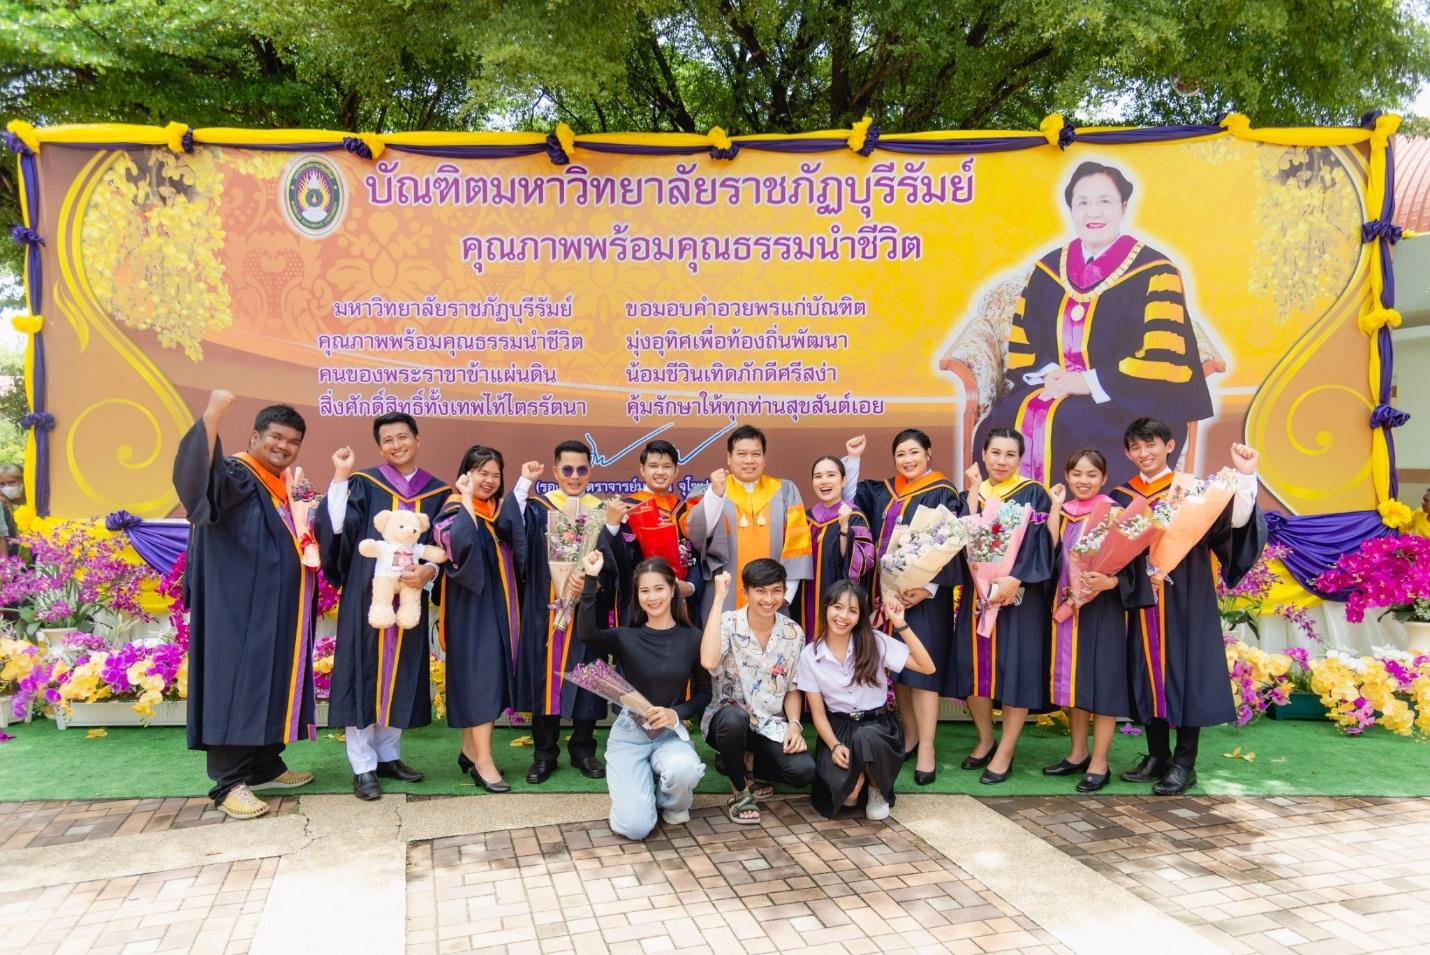 บัณฑิตมหาวิทยาลัยราชภัฏบุรีรัมย์
คุณภาพพร้อมคุณธรรมนำชีวิต
มหาวิทยาลัยราชภัฏบุรีรัมย์ ขอมอบคำอวยพรแก่บัณฑิต
คุณภาพพร้อมคุณธรรมนำชีวิต มุ่งอุทิศเพื่อท้องถิ่นพัฒนา
คนของพระราชาข้าแผ่นดิน น้อมชีวินเทิดภักดีศรีสง่า
สิ่งศักดิ์สิทธิ์ทั้งเทพไท้ไตรรัตนา คุ้มรักษาให้ทุกท่านสุขสันต์เอย